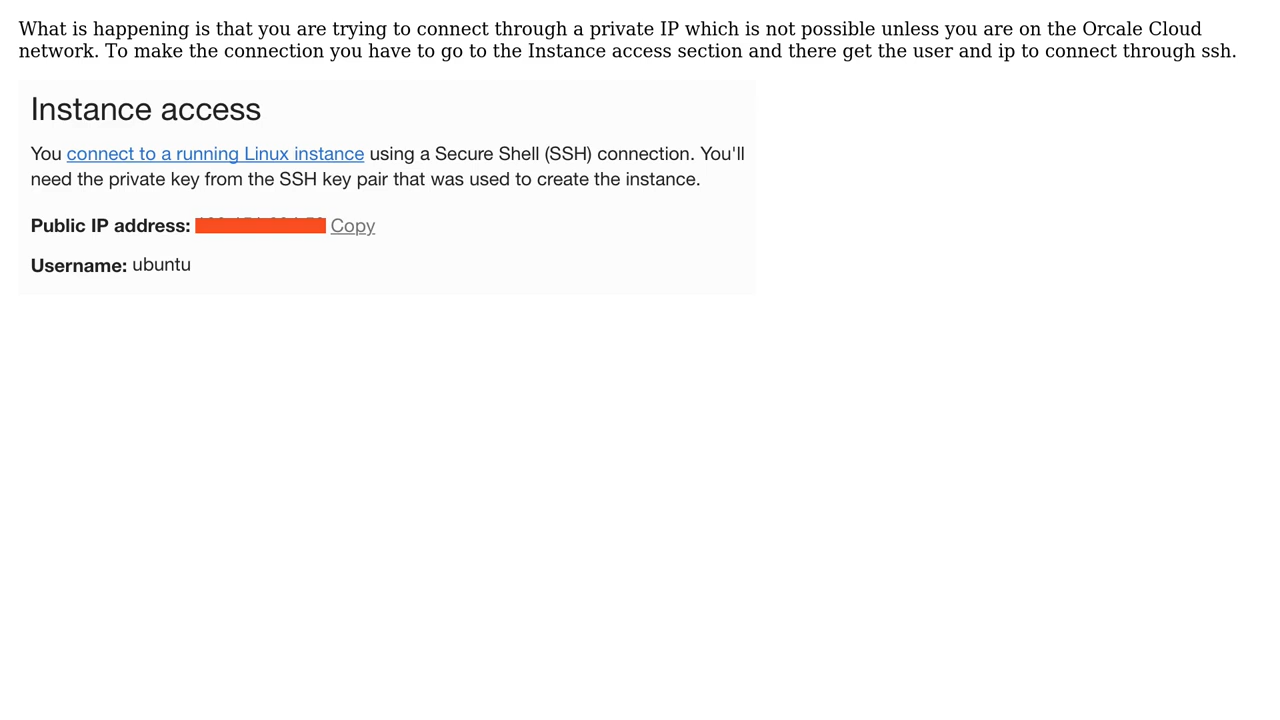 What is happening is that you are trying to connect through a private IP which is not possible unless you are on the Orcale Cloud
network. To make the connection you have to go to the Instance access section and there get the user and ip to connect through ssh.
Instance access
You connect to a running Linux instance using a Secure Shell (SSH) connection. You'll
need the private key from the SSH key pair that was used to create the instance.
Public IP address: Copy
Username: ubuntu